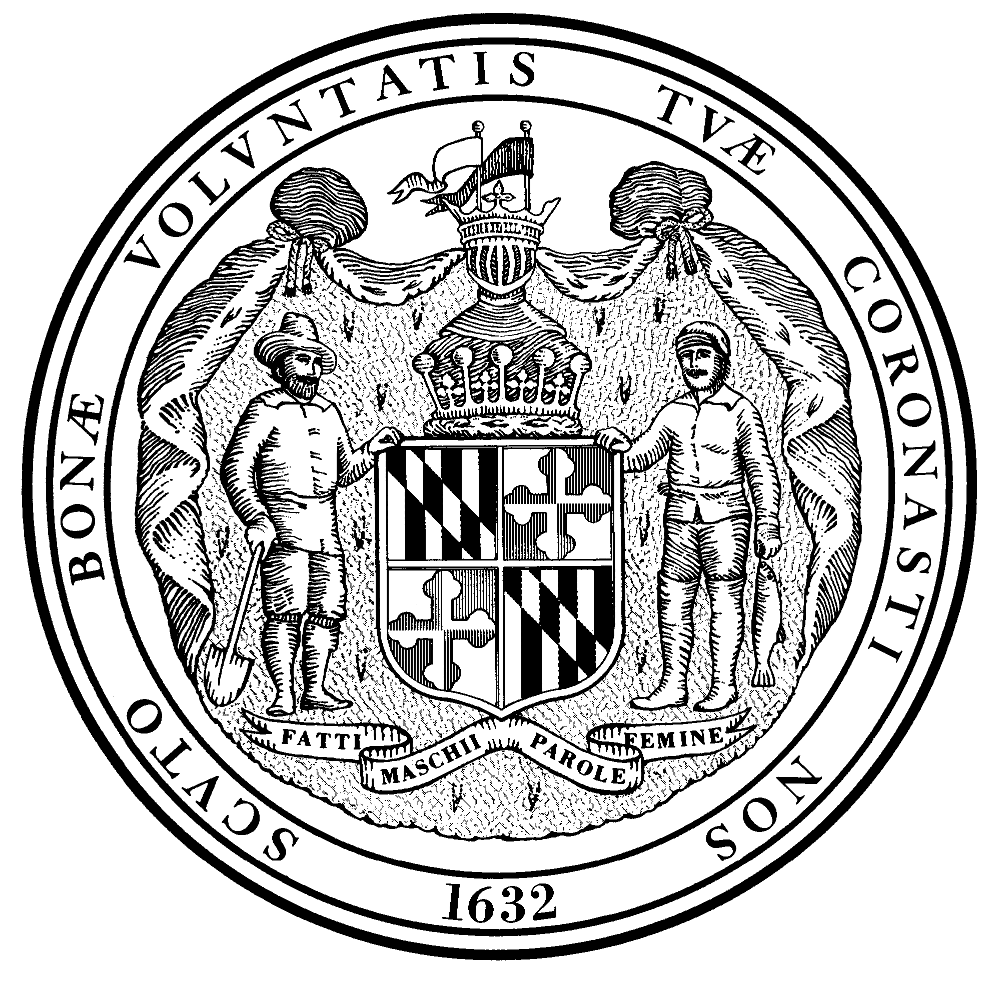 SCVTO BONÆ VOLVNTATIS TVÆ CORONASTI NOS
FATTI MASCHII PAROLE FEMINE
1632